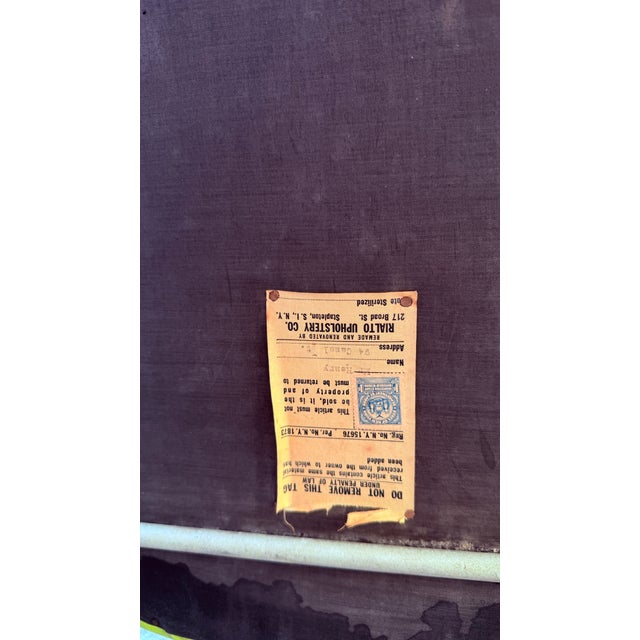 DO NOT REMOVE THIS TAG
UNDER PENALTY OF LAW
This article contains the same material
received from the owner to which has
been added
Reg. No. N.Y. 15676 Per. No. N.Y. 1873
This article must not
be sold, it is the
property of and
must be returned to
Name Henry
Address 94 Canal
REMADE AND RENOVATED BY
RIALTO UPHOLSTERY CO.
217 Broad St. Stapleton, S. I., N. Y.
Sterilized